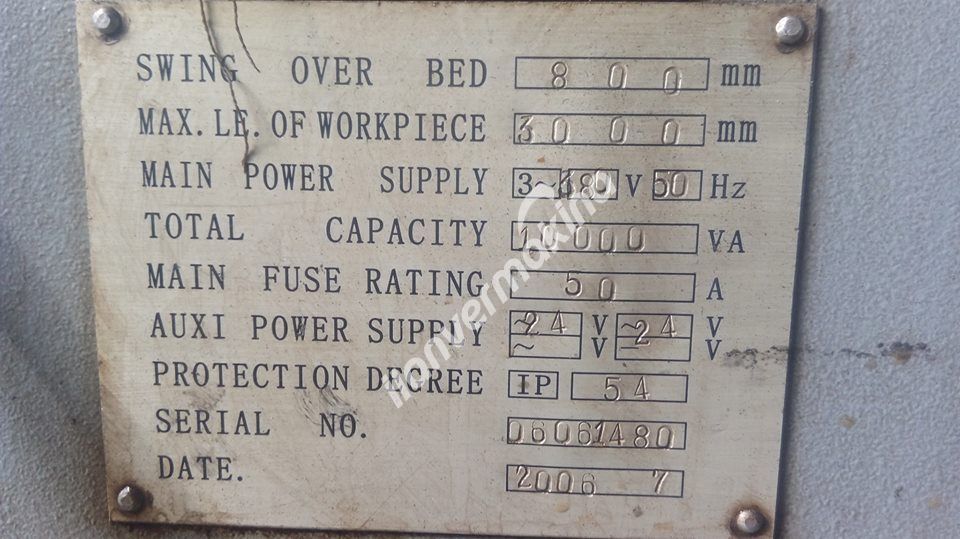 SWING OVER BED 800 mm
MAX. LE. OF WORKPIECE 3000 mm
MAIN POWER SUPPLY 3~ 380 V 50 Hz
TOTAL CAPACITY 000 VA
MAIN FUSE RATING 50 A
AUXI POWER SUPPLY ~24 V ~24 V
~ V V
PROTECTION DECREE IP 54
SERIAL NO. 06061480
DATE. 2006 7